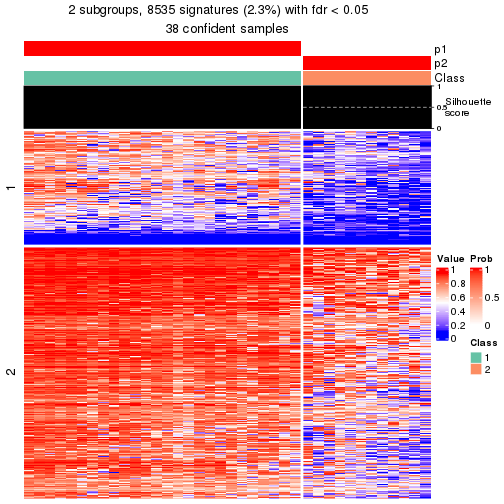 2 subgroups, 8535 signatures (2.3%) with fdr < 0.05
38 confident samples
p1
p2
Class
1
0.5
0
Silhouette
score
1
2
Value
1
0.8
0.6
0.4
0.2
0
Prob
1
0.5
0
Class
1
2